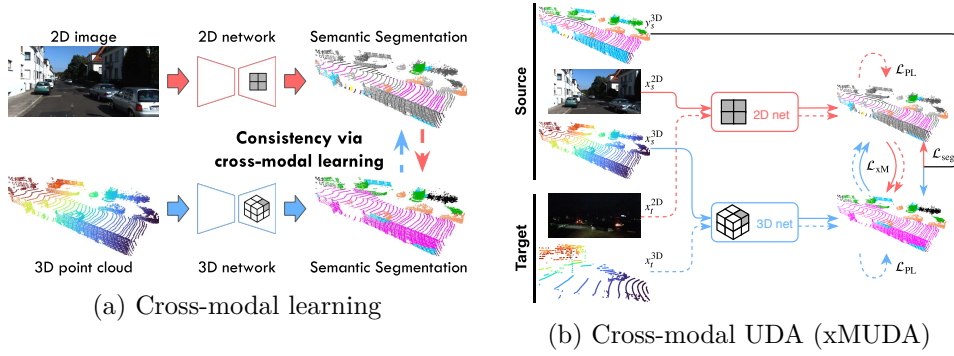 2D image
2D network
Semantic Segmentation
Consistency via
cross-modal learning
3D point cloud
3D network
Semantic Segmentation
(a) Cross-modal learning
Source
Target
y_s^{3D}
x_s^{2D}
x_s^{3D}
x_t^{2D}
x_t^{3D}
2D net
3D net
ℒ_PL
ℒ_xM
ℒ_seg
ℒ_PL
(b) Cross-modal UDA (xMUDA)